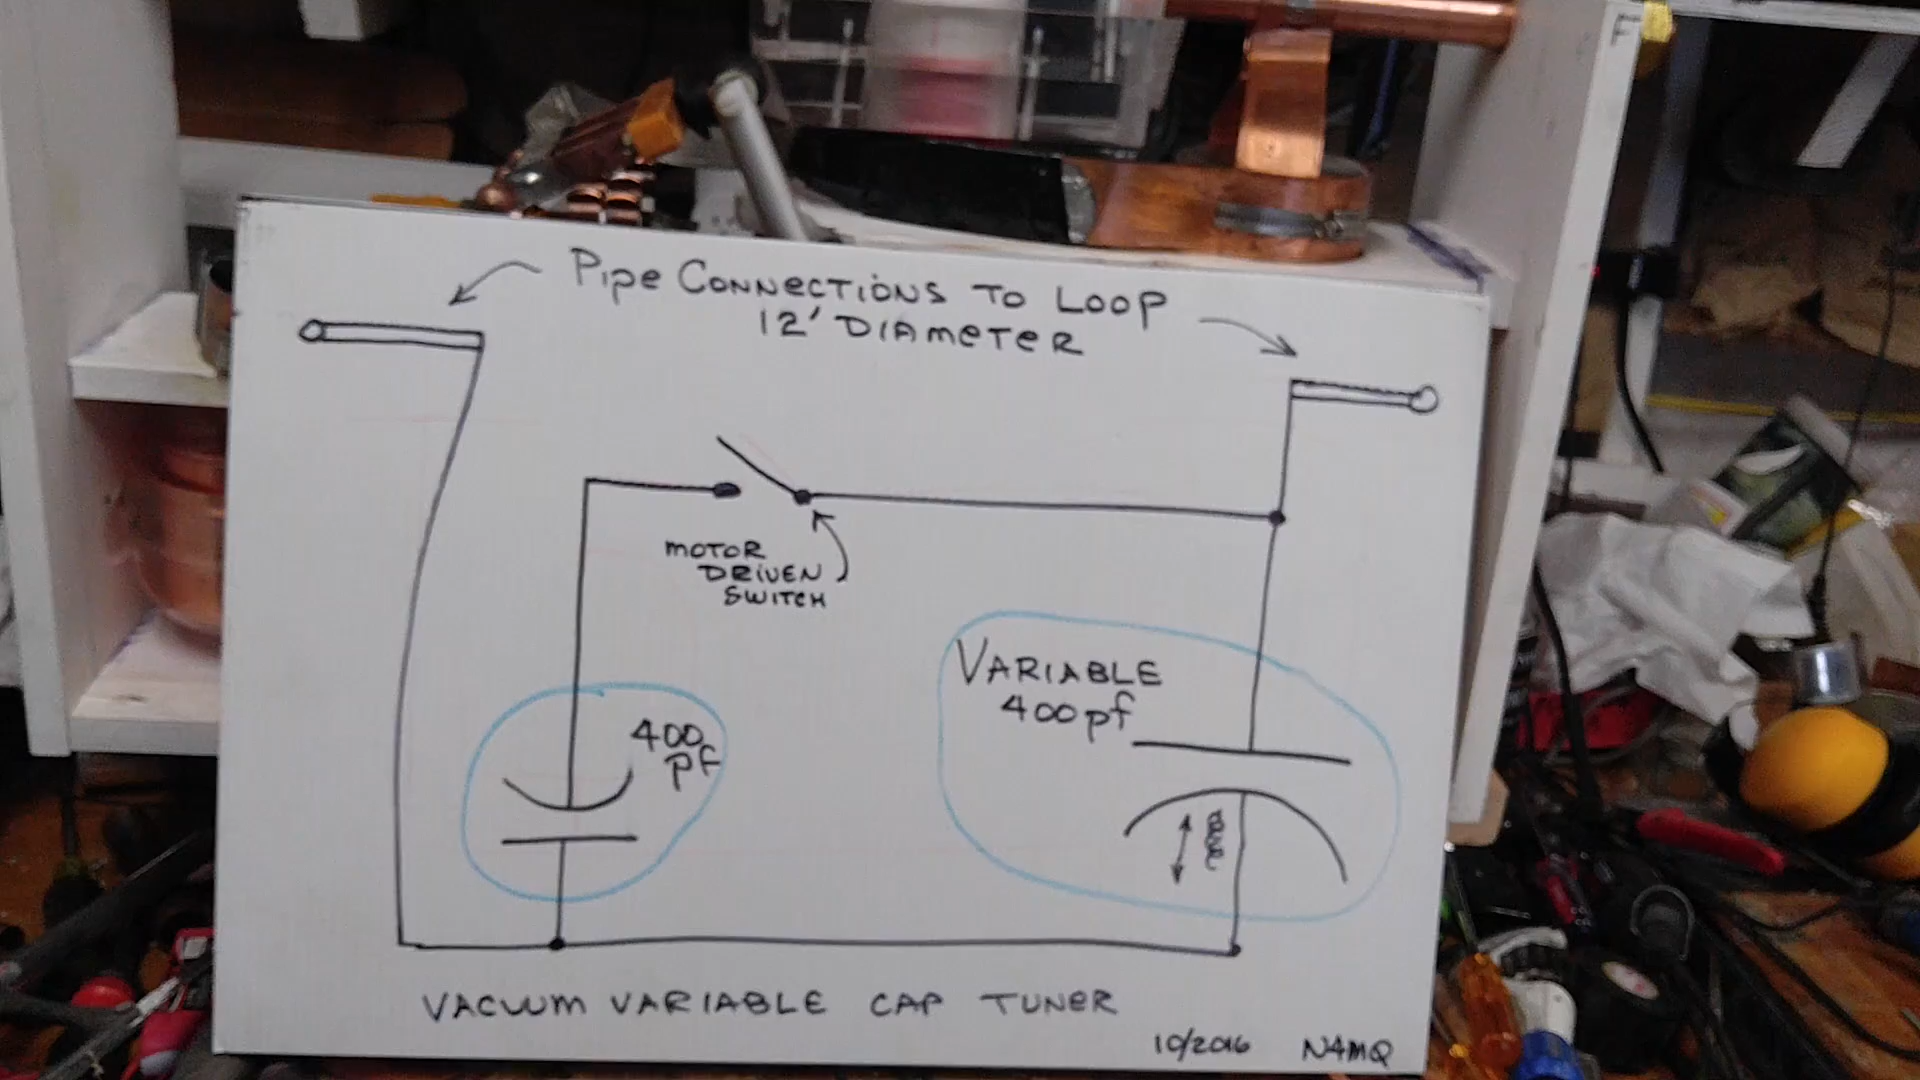 PIpe CONNeCTiONS TO LOOP
12' DIAmeTeR
MOTOR
DRiVEN
SWITCH
VARIABLE
400pf
400
pf
VACUUm VARIABLE CAP TUNER
10/2016 N4MQ
F